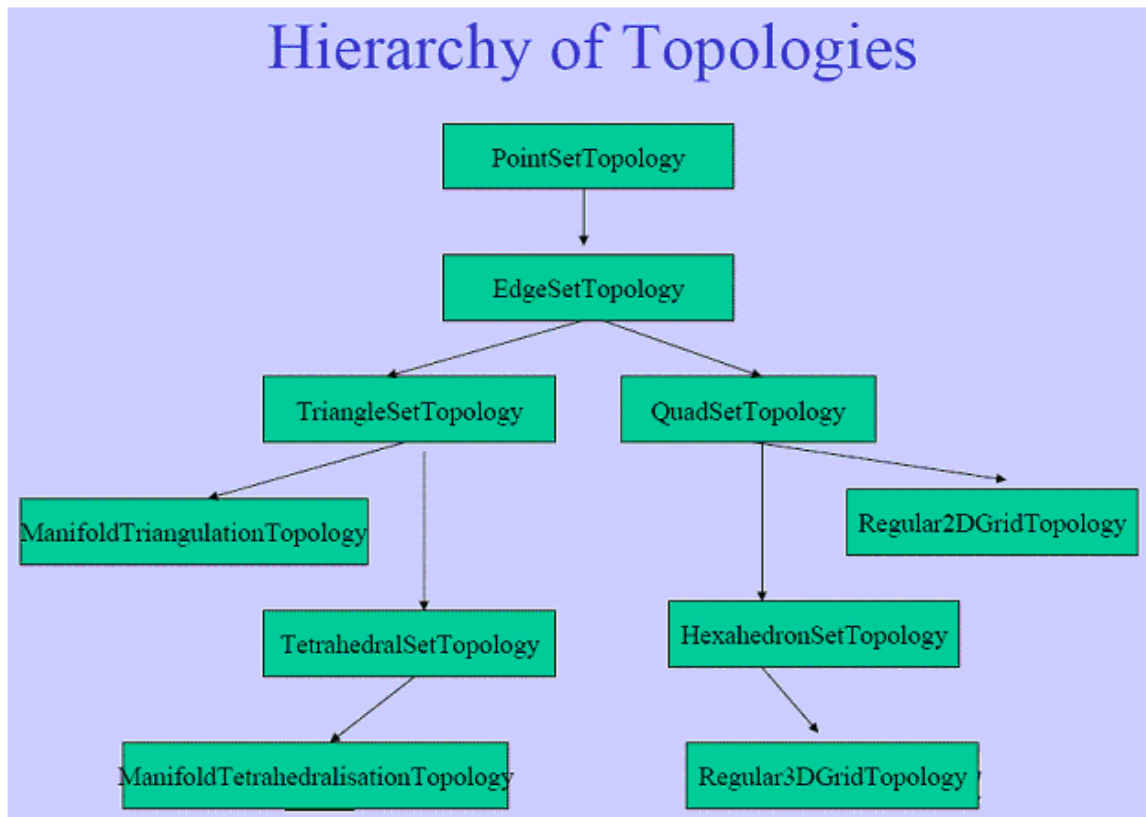 Hierarchy of Topologies
PointSetTopology
EdgeSetTopology
TriangleSetTopology
QuadSetTopology
ManifoldTriangulationTopology
Regular2DGridTopology
TetrahedralSetTopology
HexahedronSetTopology
ManifoldTetrahedralisationTopology
Regular3DGridTopology